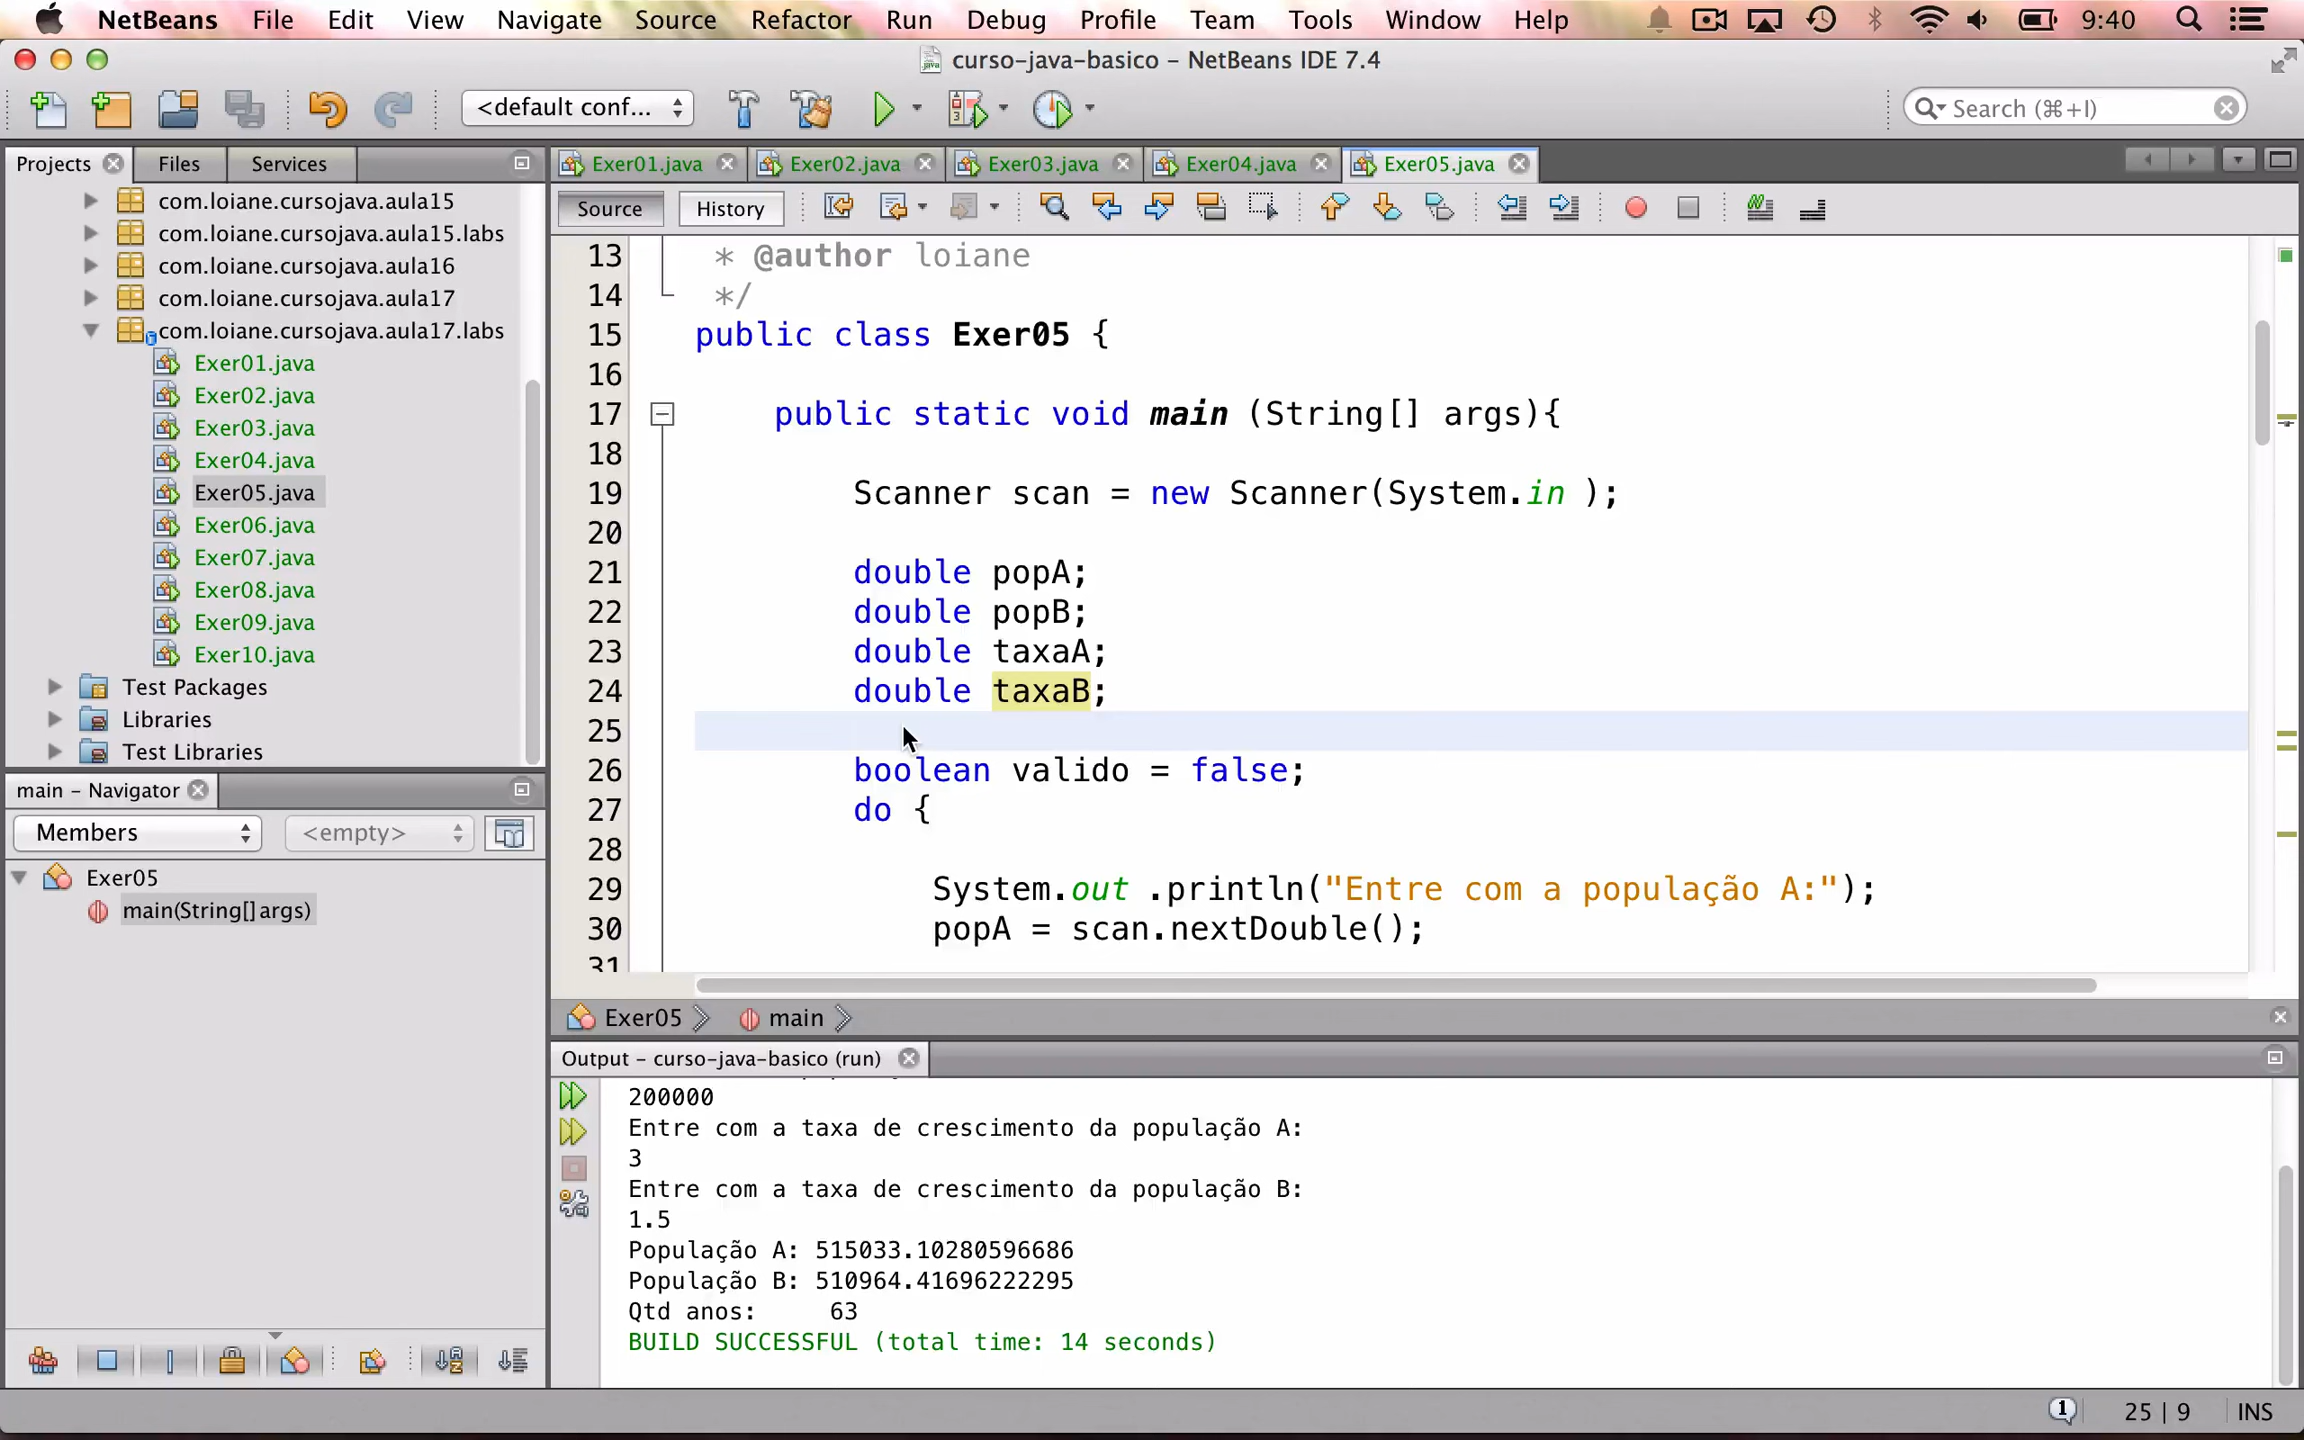 NetBeans File Edit View Navigate Source Refactor Run Debug Profile Team Tools Window Help 9:40
curso-java-basico – NetBeans IDE 7.4
<default conf... Search (⌘+I)
Projects Files Services
com.loiane.cursojava.aula15
com.loiane.cursojava.aula15.labs
com.loiane.cursojava.aula16
com.loiane.cursojava.aula17
com.loiane.cursojava.aula17.labs
Exer01.java
Exer02.java
Exer03.java
Exer04.java
Exer05.java
Exer06.java
Exer07.java
Exer08.java
Exer09.java
Exer10.java
Test Packages
Libraries
Test Libraries
main – Navigator
Members <empty>
Exer05
main(String[] args)
Exer01.java Exer02.java Exer03.java Exer04.java Exer05.java
Source History
13 * @author loiane
14 */
15 public class Exer05 {
16
17 public static void main (String[] args){
18
19 Scanner scan = new Scanner(System.in );
20
21 double popA;
22 double popB;
23 double taxaA;
24 double taxaB;
25
26 boolean valido = false;
27 do {
28
29 System.out .println("Entre com a população A:");
30 popA = scan.nextDouble();
31
Exer05 main
Output – curso-java-basico (run)
200000
Entre com a taxa de crescimento da população A:
3
Entre com a taxa de crescimento da população B:
1.5
População A: 515033.10280596686
População B: 510964.41696222295
Qtd anos: 63
BUILD SUCCESSFUL (total time: 14 seconds)
1 25 | 9 INS